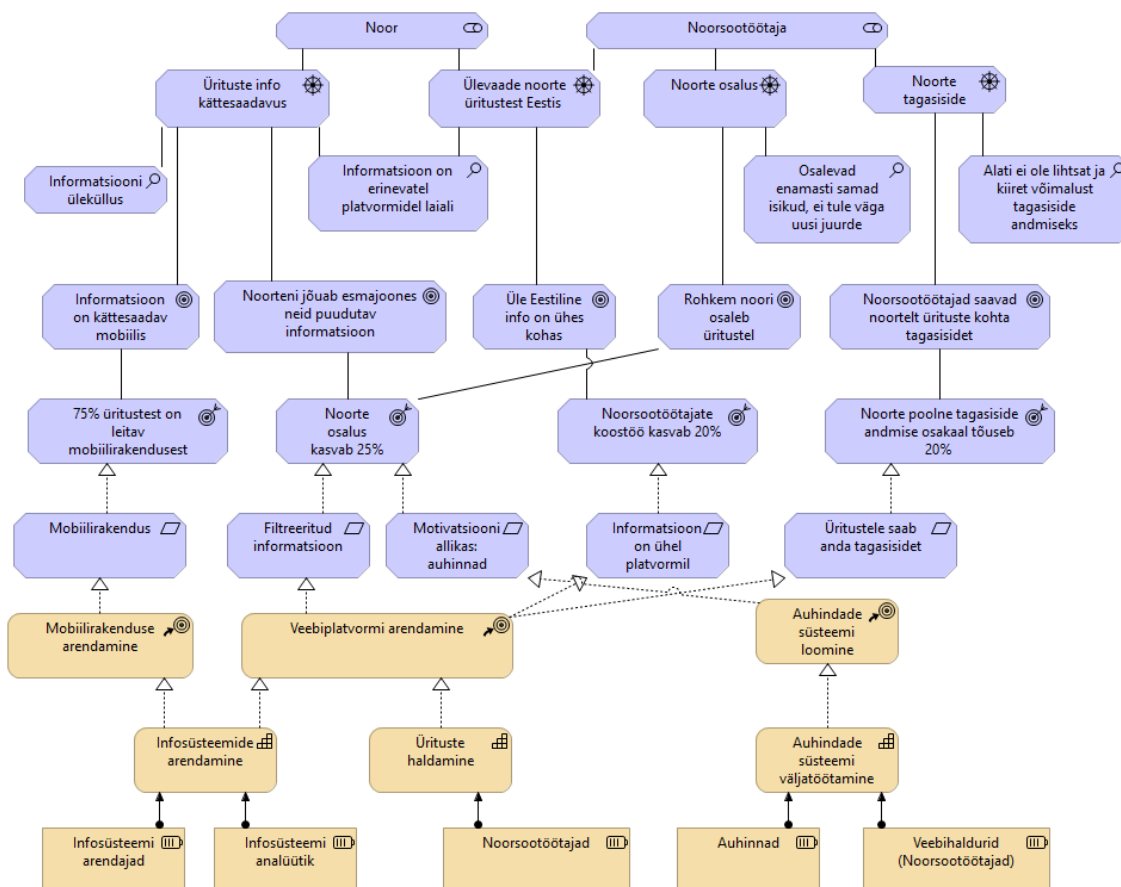 Noor
Noorsootöötaja
Ürituste info
kättesaadavus
Ülevaade noorte
üritustest Eestis
Noorte osalus
Noorte
tagasiside
Informatsiooni
üleküllus
Informatsioon on
erinevatel
platvormidel laiali
Osalevad
enamasti samad
isikud, ei tule väga
uusi juurde
Alati ei ole lihtsat ja
kiiret võimalust
tagasiside
andmiseks
Informatsioon
on kättesaadav
mobiilis
Noorteni jõuab esmajoones
neid puudutav
informatsioon
Üle Eestiline
info on ühes
kohas
Rohkem noori
osaleb
üritustel
Noorsootöötajad saavad
noortelt ürituste kohta
tagasisidet
75% üritustest on
leitav
mobiilirakendusest
Noorte
osalus
kasvab 25%
Noorsootöötajate
koostöö kasvab 20%
Noorte poolne tagasiside
andmise osakaal tõuseb
20%
Mobiilirakendus
Filtreeritud
informatsioon
Motivatsiooni
allikas:
auhinnad
Informatsioon
on ühel
platvormil
Üritustele saab
anda tagasisidet
Mobiilirakenduse
arendamine
Veebiplatvormi arendamine
Auhindade
süsteemi
loomine
Infosüsteemide
arendamine
Ürituste
haldamine
Auhindade
süsteemi
väljatöötamine
Infosüsteemi
arendajad
Infosüsteemi
analüütik
Noorsootöötajad
Auhinnad
Veebihaldurid
(Noorsootöötajad)